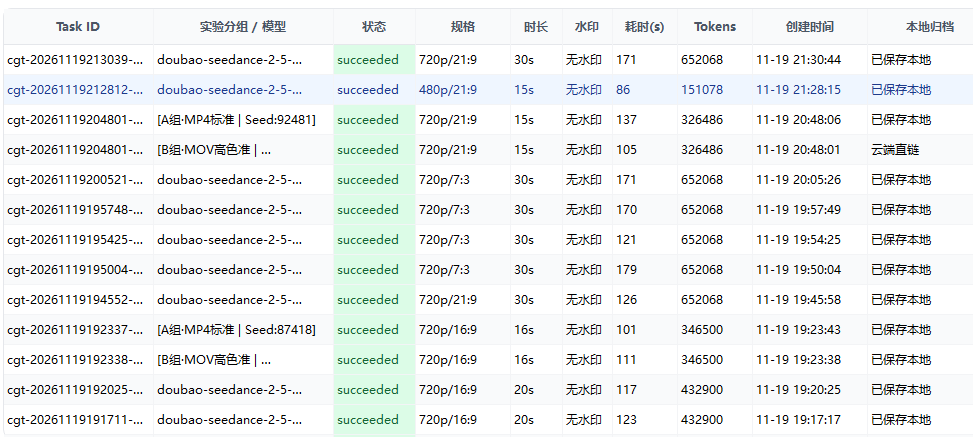 Task ID 实验分组 / 模型 状态 规格 时长 水印 耗时(s) Tokens 创建时间 本地归档
cgt-20261119213039-... doubao-seedance-2-5-... succeeded 720p/21:9 30s 无水印 171 652068 11-19 21:30:44 已保存本地
cgt-20261119212812-... doubao-seedance-2-5-... succeeded 480p/21:9 15s 无水印 86 151078 11-19 21:28:15 已保存本地
cgt-20261119204801-... [A组·MP4标准 | Seed:92481] succeeded 720p/21:9 15s 无水印 137 326486 11-19 20:48:06 已保存本地
cgt-20261119204801-... [B组·MOV高色准 | ... succeeded 720p/21:9 15s 无水印 105 326486 11-19 20:48:01 云端直链
cgt-20261119200521-... doubao-seedance-2-5-... succeeded 720p/7:3 30s 无水印 171 652068 11-19 20:05:26 已保存本地
cgt-20261119195748-... doubao-seedance-2-5-... succeeded 720p/7:3 30s 无水印 170 652068 11-19 19:57:49 已保存本地
cgt-20261119195425-... doubao-seedance-2-5-... succeeded 720p/7:3 30s 无水印 121 652068 11-19 19:54:25 已保存本地
cgt-20261119195004-... doubao-seedance-2-5-... succeeded 720p/7:3 30s 无水印 179 652068 11-19 19:50:04 已保存本地
cgt-20261119194552-... doubao-seedance-2-5-... succeeded 720p/21:9 30s 无水印 126 652068 11-19 19:45:58 已保存本地
cgt-20261119192337-... [A组·MP4标准 | Seed:87418] succeeded 720p/16:9 16s 无水印 101 346500 11-19 19:23:43 已保存本地
cgt-20261119192338-... [B组·MOV高色准 | ... succeeded 720p/16:9 16s 无水印 111 346500 11-19 19:23:38 已保存本地
cgt-20261119192025-... doubao-seedance-2-5-... succeeded 720p/16:9 20s 无水印 117 432900 11-19 19:20:25 已保存本地
cgt-20261119191711-... doubao-seedance-2-5-... succeeded 720p/16:9 20s 无水印 123 432900 11-19 19:17:17 已保存本地